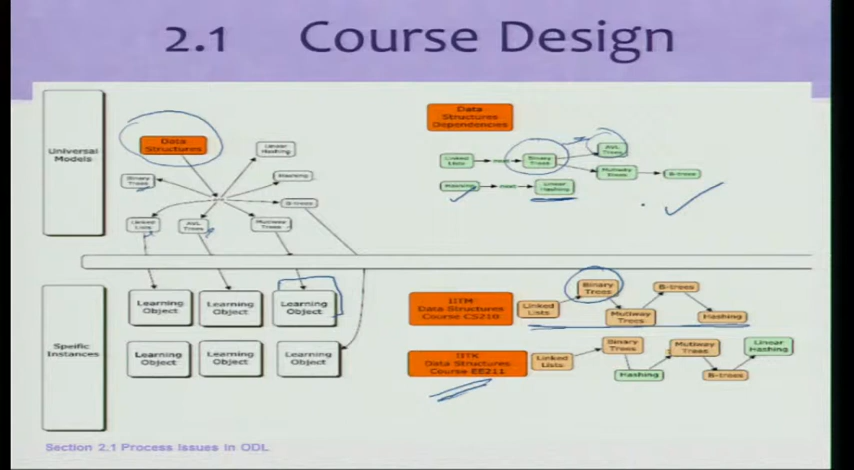 2.1 Course Design
Universal
Models
Data
Structures
Linear
Hashing
Binary
Trees
Hashing
B-trees
Linked
Lists
AVL
Trees
Multiway
Trees
Data
Structures
Dependencies
Linked
Lists
Binary
Trees
AVL
Trees
Multiway
Trees
B-trees
Hashing
Linear
Hashing
Speific
Instances
Learning
Object
Learning
Object
Learning
Object
Learning
Object
Learning
Object
Learning
Object
IITM
Data Structures
Course CS210
Linked
Lists
Binary
Trees
Multiway
Trees
B-trees
Hashing
IITK
Data Structures
Course EE211
Linked
Lists
Binary
Trees
Hashing
Multiway
Trees
B-trees
Linear
Hashing
Section 2.1 Process Issues in ODL